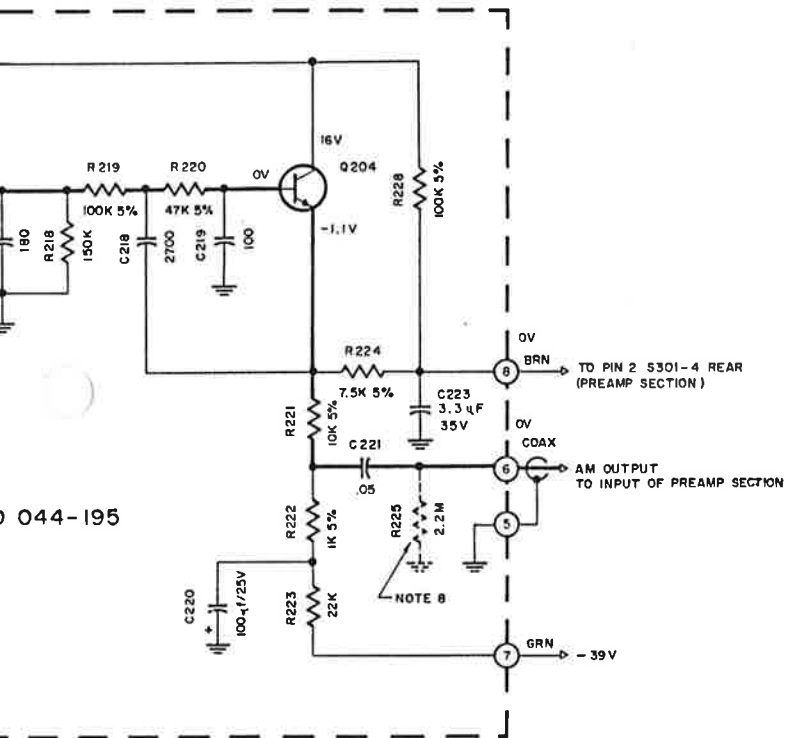 16V
Q204
R219
R220
0V
100K 5%
47K 5%
R228
100K 5%
-1.1V
180
R218
150K
C218
2700
C219
100
0V
R224
BRN
8
TO PIN 2 S301-4 REAR
(PREAMP SECTION)
7.5K 5%
C223
3.3 μF
35V
R221
10K 5%
0V
COAX
C221
6
AM OUTPUT
TO INPUT OF PREAMP SECTION
.05
R225
2.2M
044-195
R222
1K 5%
5
C220
100μf/25V
+
R223
22K
NOTE 8
GRN
7
-39V